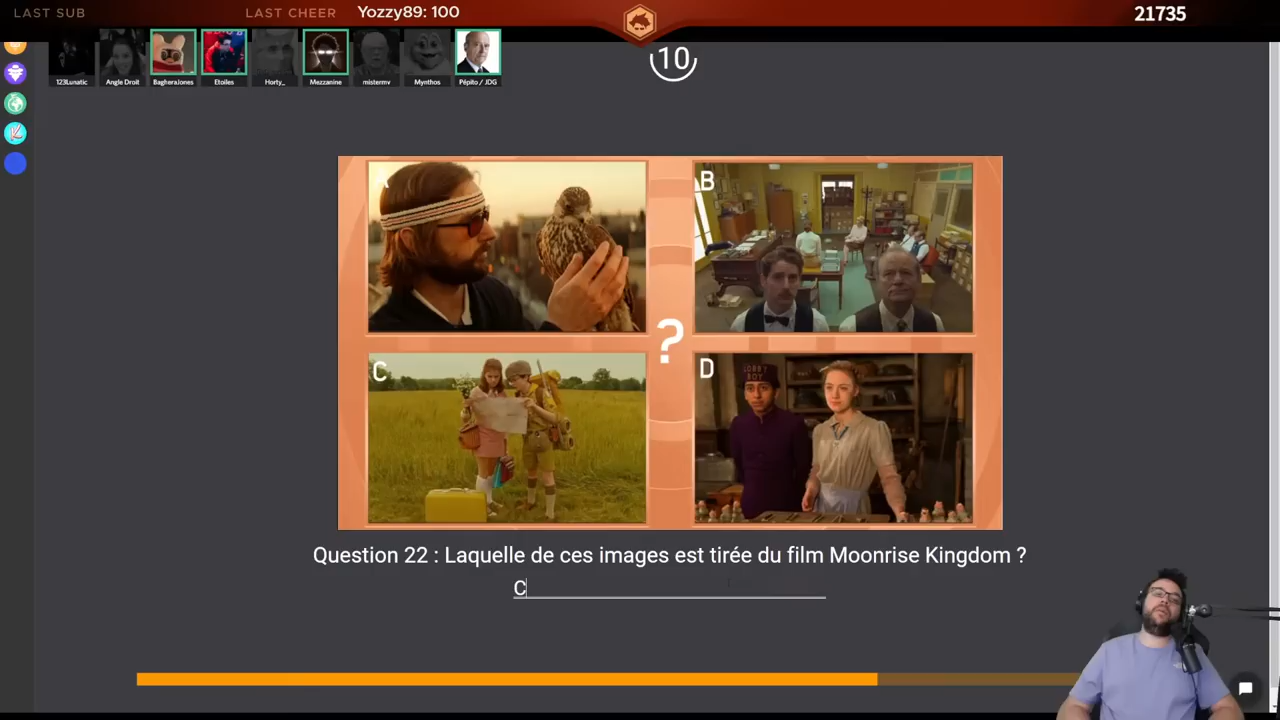 LAST SUB
LAST CHEER
Yozzy89: 100
21735
123Lunatic
Angle Droit
BagheraJones
Etoiles
Horty_
Mezzanine
mistermv
Mynthos
Pépito / JDG
10
B
C
D
LOBBY
BOY
?
Question 22 : Laquelle de ces images est tirée du film Moonrise Kingdom ?
C